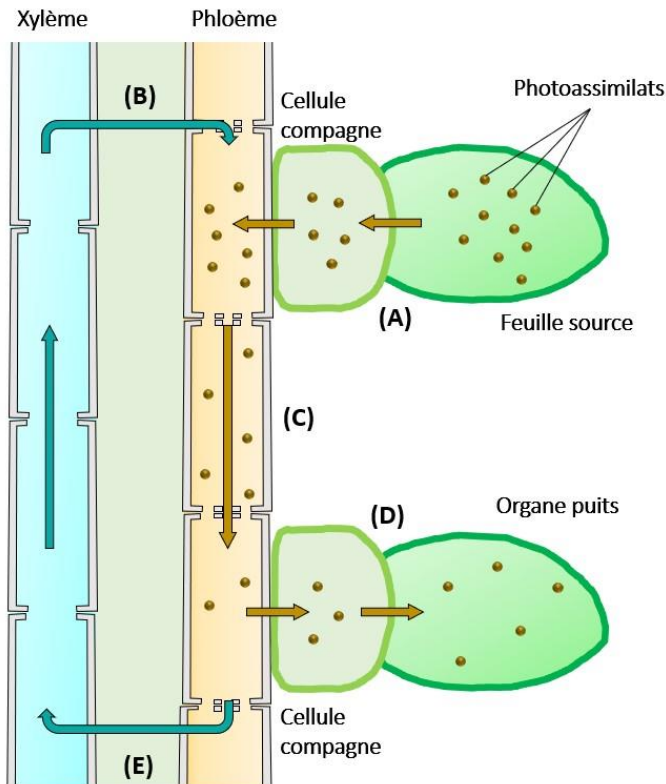 Xylème
Phloème
(B)
Cellule
compagne
Photoassimilats
(A)
Feuille source
(C)
(D)
Organe puits
Cellule
compagne
(E)